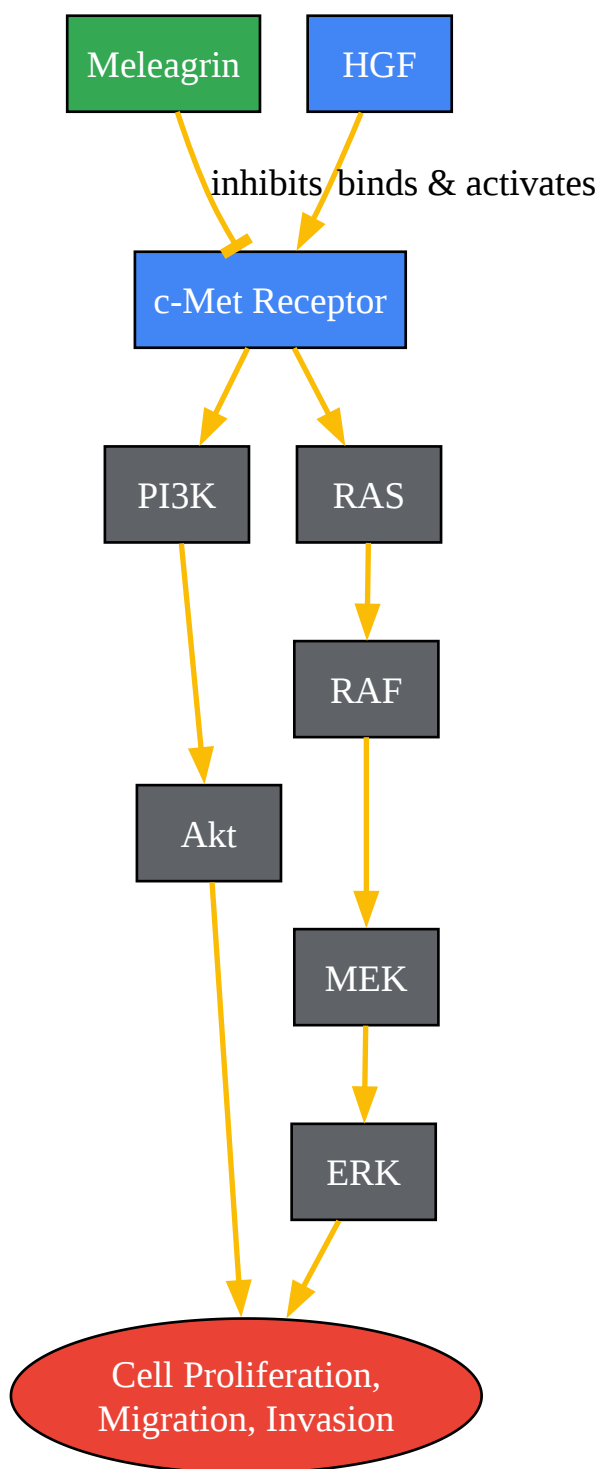 Meleagrin
HGF
inhibits
binds & activates
c-Met Receptor
PI3K
RAS
RAF
Akt
MEK
ERK
Cell Proliferation,
Migration, Invasion